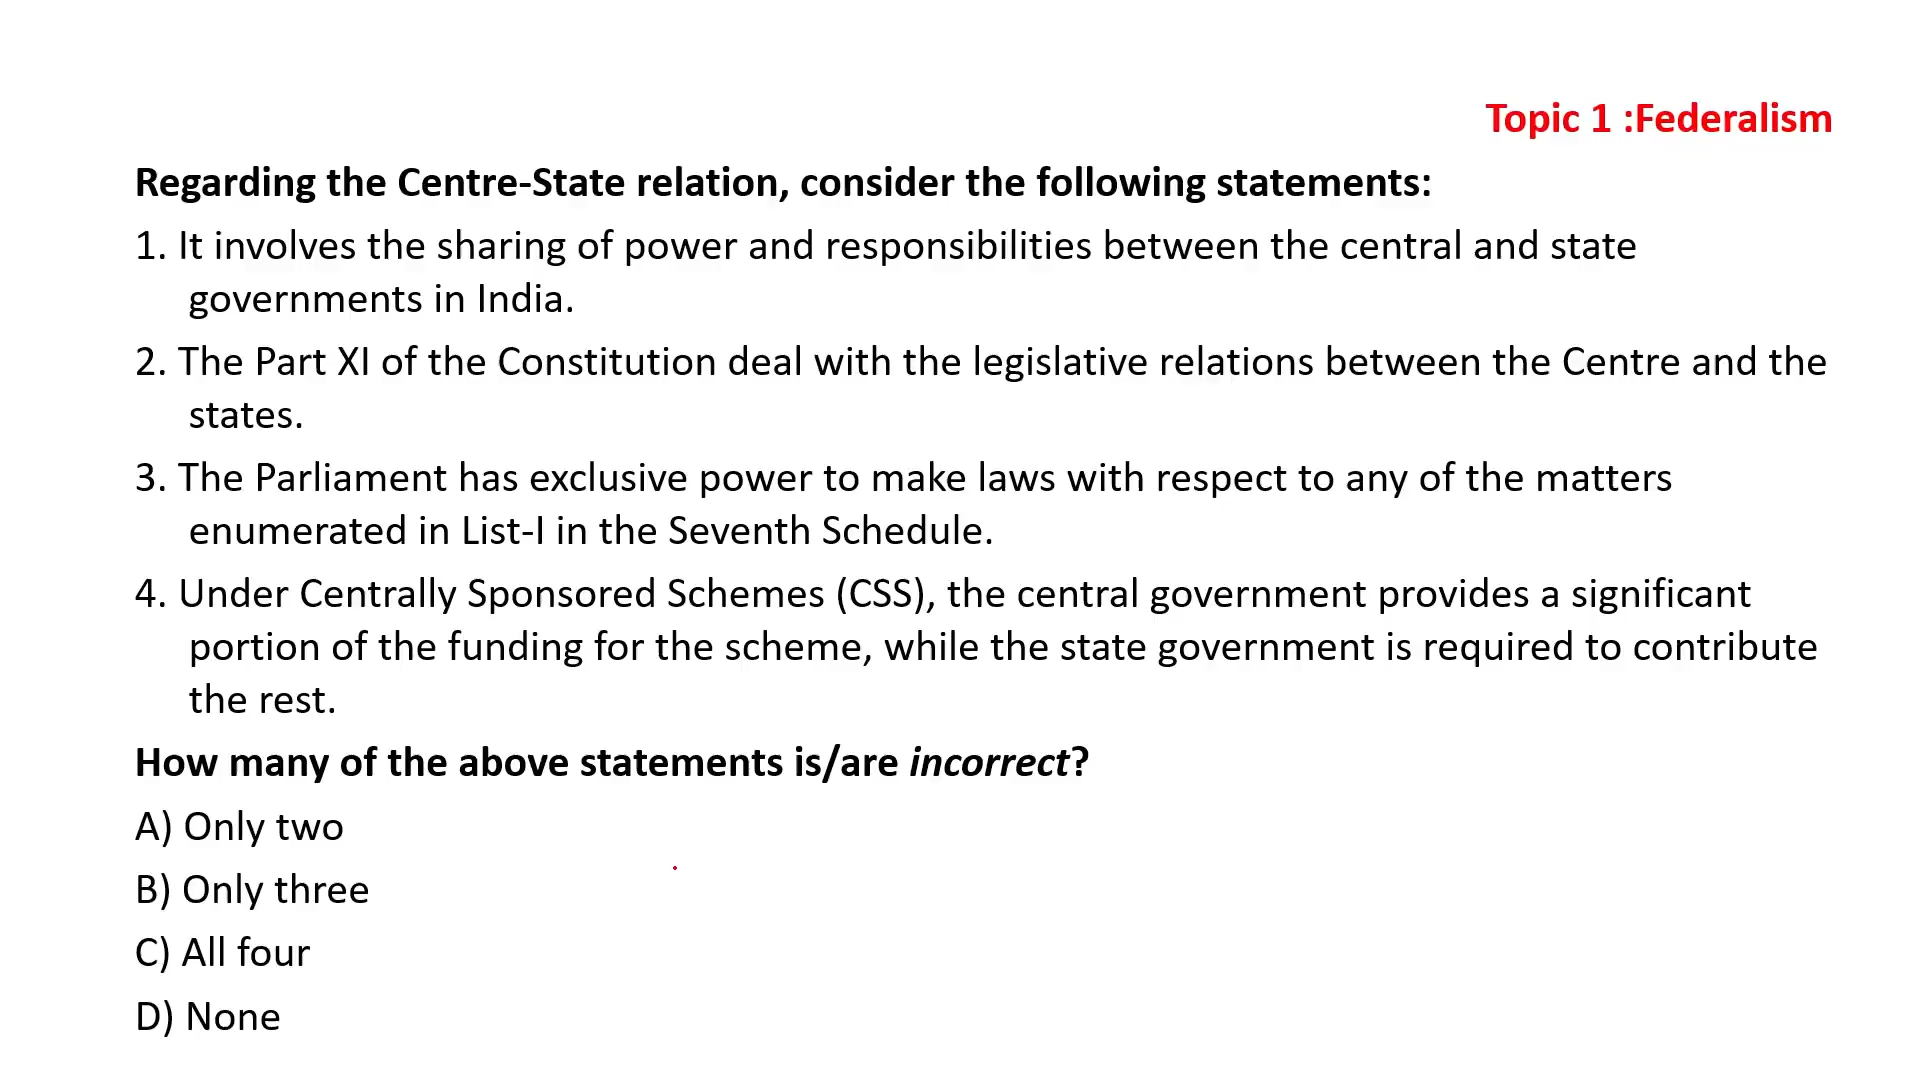 Topic 1 :Federalism
Regarding the Centre-State relation, consider the following statements:
1. It involves the sharing of power and responsibilities between the central and state
governments in India.
2. The Part XI of the Constitution deal with the legislative relations between the Centre and the
states.
3. The Parliament has exclusive power to make laws with respect to any of the matters
enumerated in List-I in the Seventh Schedule.
4. Under Centrally Sponsored Schemes (CSS), the central government provides a significant
portion of the funding for the scheme, while the state government is required to contribute
the rest.
How many of the above statements is/are incorrect?
A) Only two
B) Only three
C) All four
D) None